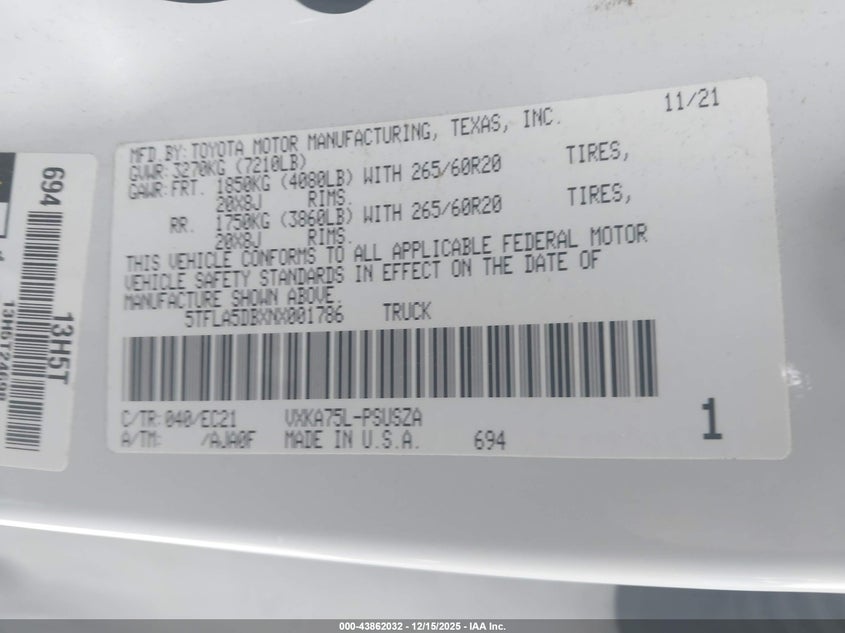 11/21
MFD.BY:TOYOTA MOTOR MANUFACTURING, TEXAS, INC.
GVWR:3270KG (7210LB)
GAWR:FRT. 1850KG (4080LB) WITH 265/60R20 TIRES,
20X8J RIMS.
RR. 1750KG (3860LB) WITH 265/60R20 TIRES,
20X8J RIMS.
THIS VEHICLE CONFORMS TO ALL APPLICABLE FEDERAL MOTOR
VEHICLE SAFETY STANDARDS IN EFFECT ON THE DATE OF
MANUFACTURE SHOWN ABOVE.
5TFLA5DBXNX001786 TRUCK
C/TR:040/EC21 VXKA75L-PSUSZA
A/TM: /AJA0F MADE IN U.S.A. 694
1
694
13H5T
000-43862032 - 12/15/2025 - IAA Inc.